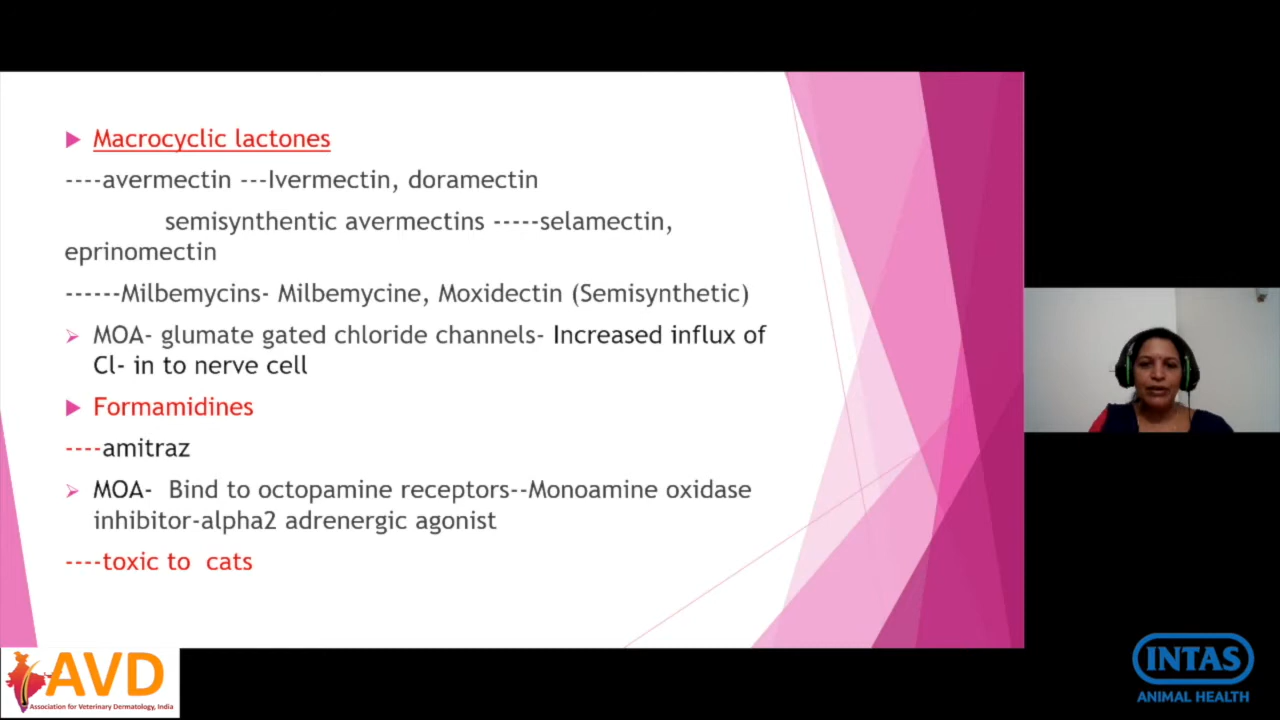 Macrocyclic lactones
----avermectin ---Ivermectin, doramectin
semisynthentic avermectins -----selamectin,
eprinomectin
------Milbemycins- Milbemycine, Moxidectin (Semisynthetic)
MOA- glumate gated chloride channels- Increased influx of
Cl- in to nerve cell
Formamidines
----amitraz
MOA- Bind to octopamine receptors--Monoamine oxidase
inhibitor-alpha2 adrenergic agonist
----toxic to cats
AVD
Association for Veterinary Dermatology, India
INTAS
ANIMAL HEALTH